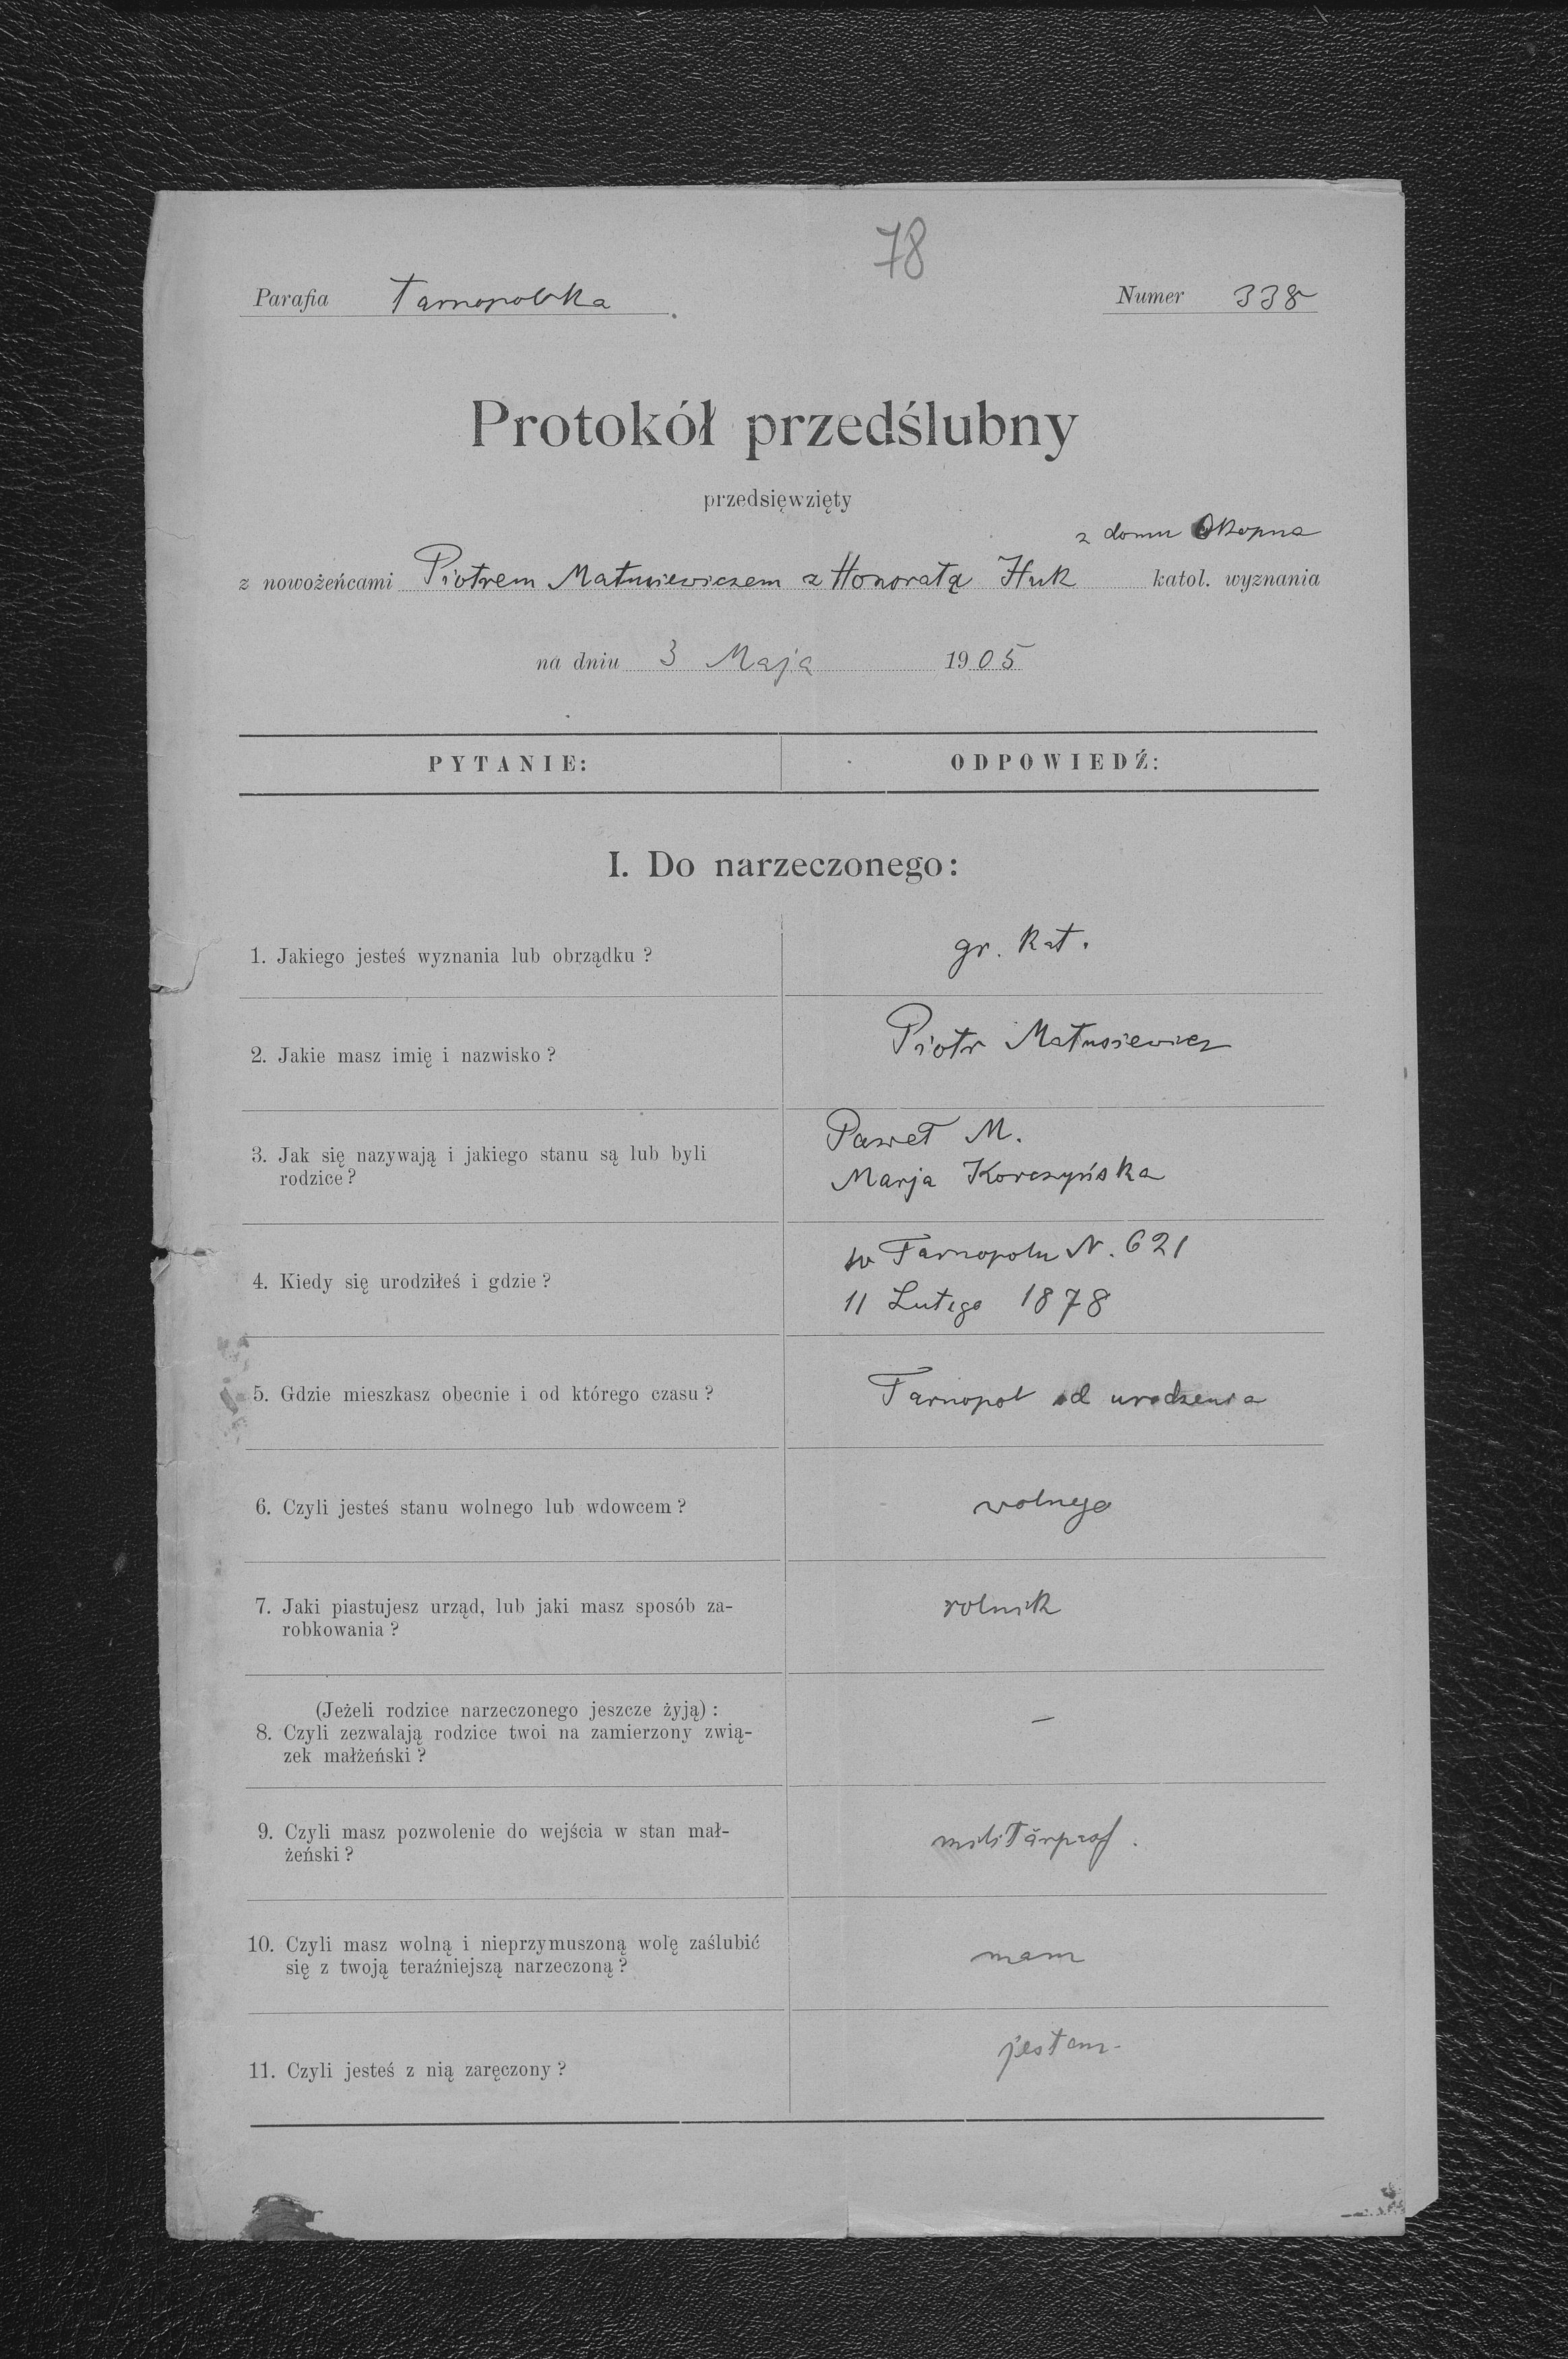 78
Parafia Tarnopolska
Numer 338
Protokół przedślubny
przedsięwzięty
z domu Okopna
z nowożeńcami Piotrem Matusiewiczem z Honoratą Huk katol. wyznania
na dniu 3 Maja 1905
PYTANIE: ODPOWIEDŹ:
I. Do narzeczonego:
1. Jakiego jesteś wyznania lub obrządku ?
gr. kat.
2. Jakie masz imię i nazwisko ?
Piotr Matusiewicz
3. Jak się nazywają i jakiego stanu są lub byli
rodzice ?
Paweł M.
Marja Korczyńska
4. Kiedy się urodziłeś i gdzie ?
w Tarnopolu N. 621
11 Lutego 1878
5. Gdzie mieszkasz obecnie i od którego czasu ?
Tarnopol od urodzenia
6. Czyli jesteś stanu wolnego lub wdowcem ?
wolnego
7. Jaki piastujesz urząd, lub jaki masz sposób za-
robkowania ?
rolnik
(Jeżeli rodzice narzeczonego jeszcze żyją) :
8. Czyli zezwalają rodzice twoi na zamierzony zwią-
zek małżeński ?
—
9. Czyli masz pozwolenie do wejścia w stan mał-
żeński ?
10. Czyli masz wolną i nieprzymuszoną wolę zaślubić
się z twoją teraźniejszą narzeczoną ?
mam
11. Czyli jesteś z nią zaręczony ?
jestem